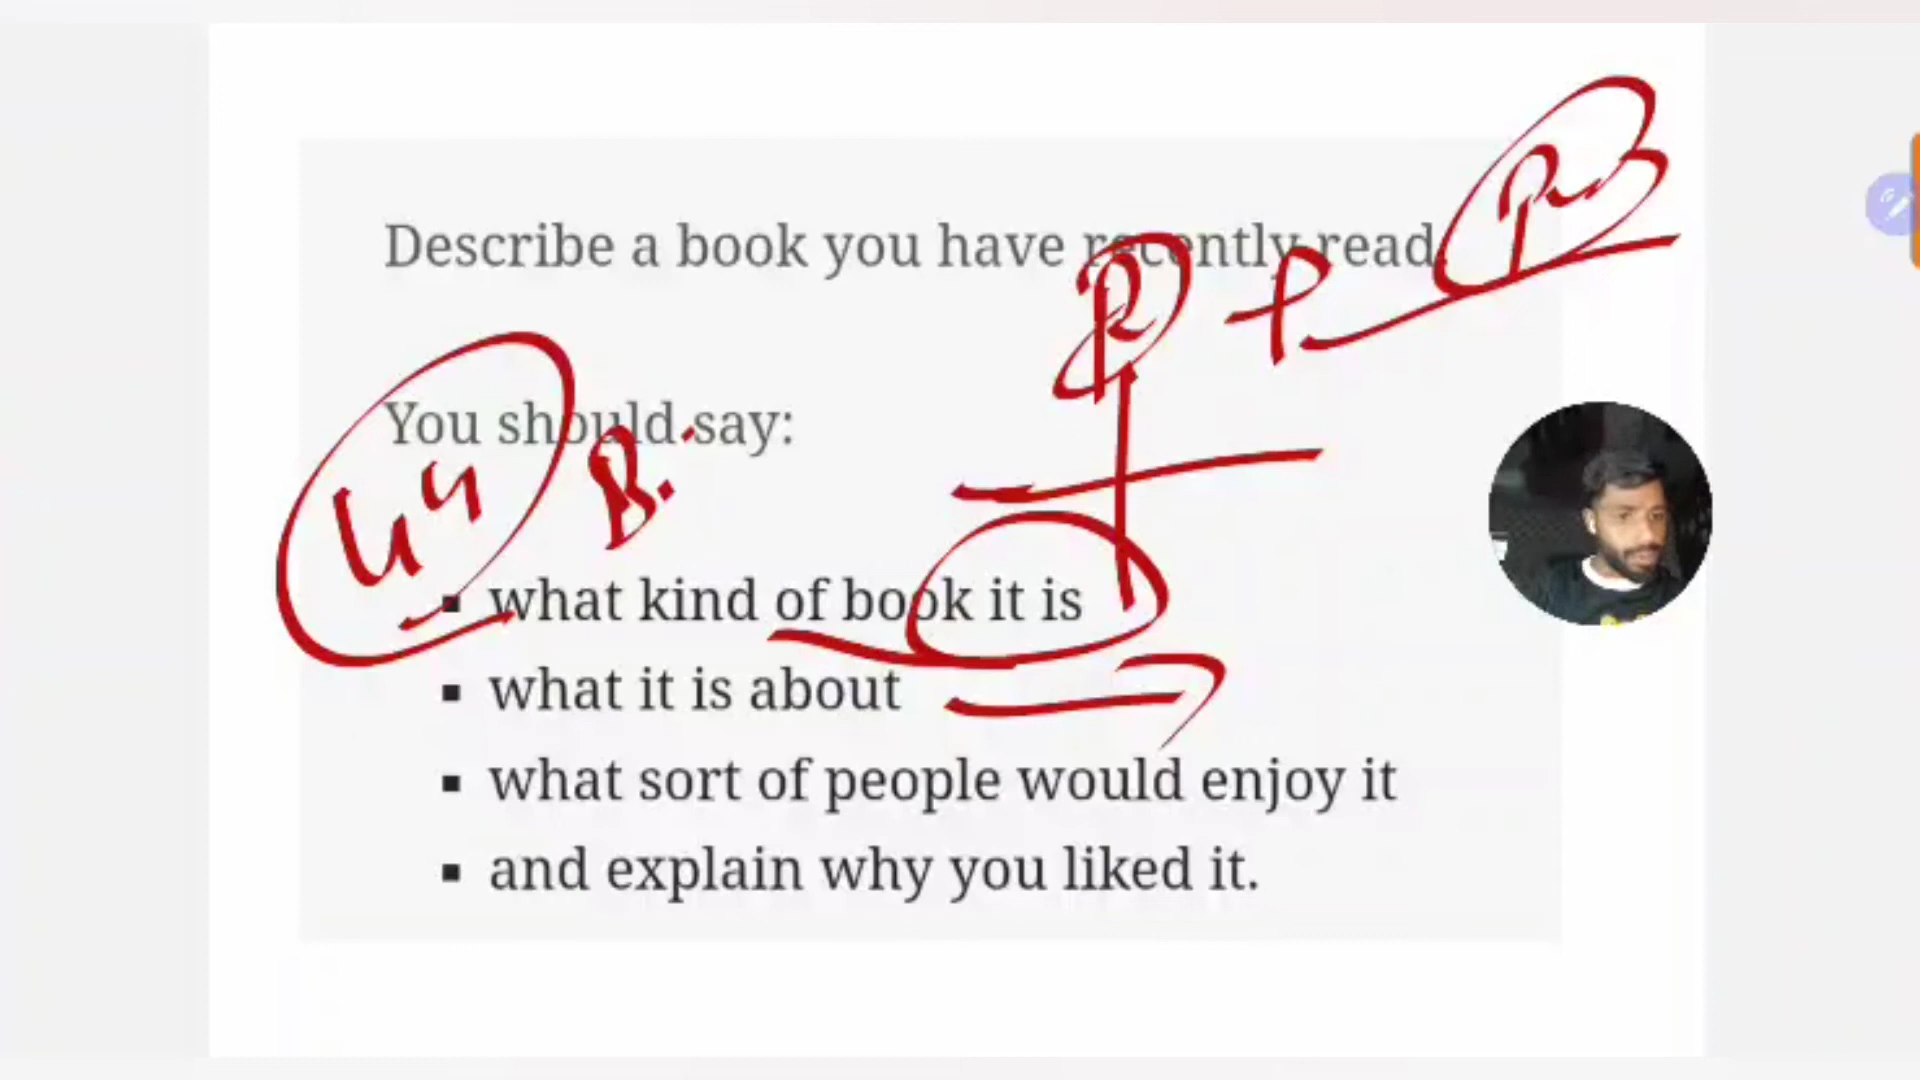 Describe a book you have recently read.
You should say:
▪ what kind of book it is
▪ what it is about
▪ what sort of people would enjoy it
▪ and explain why you liked it.